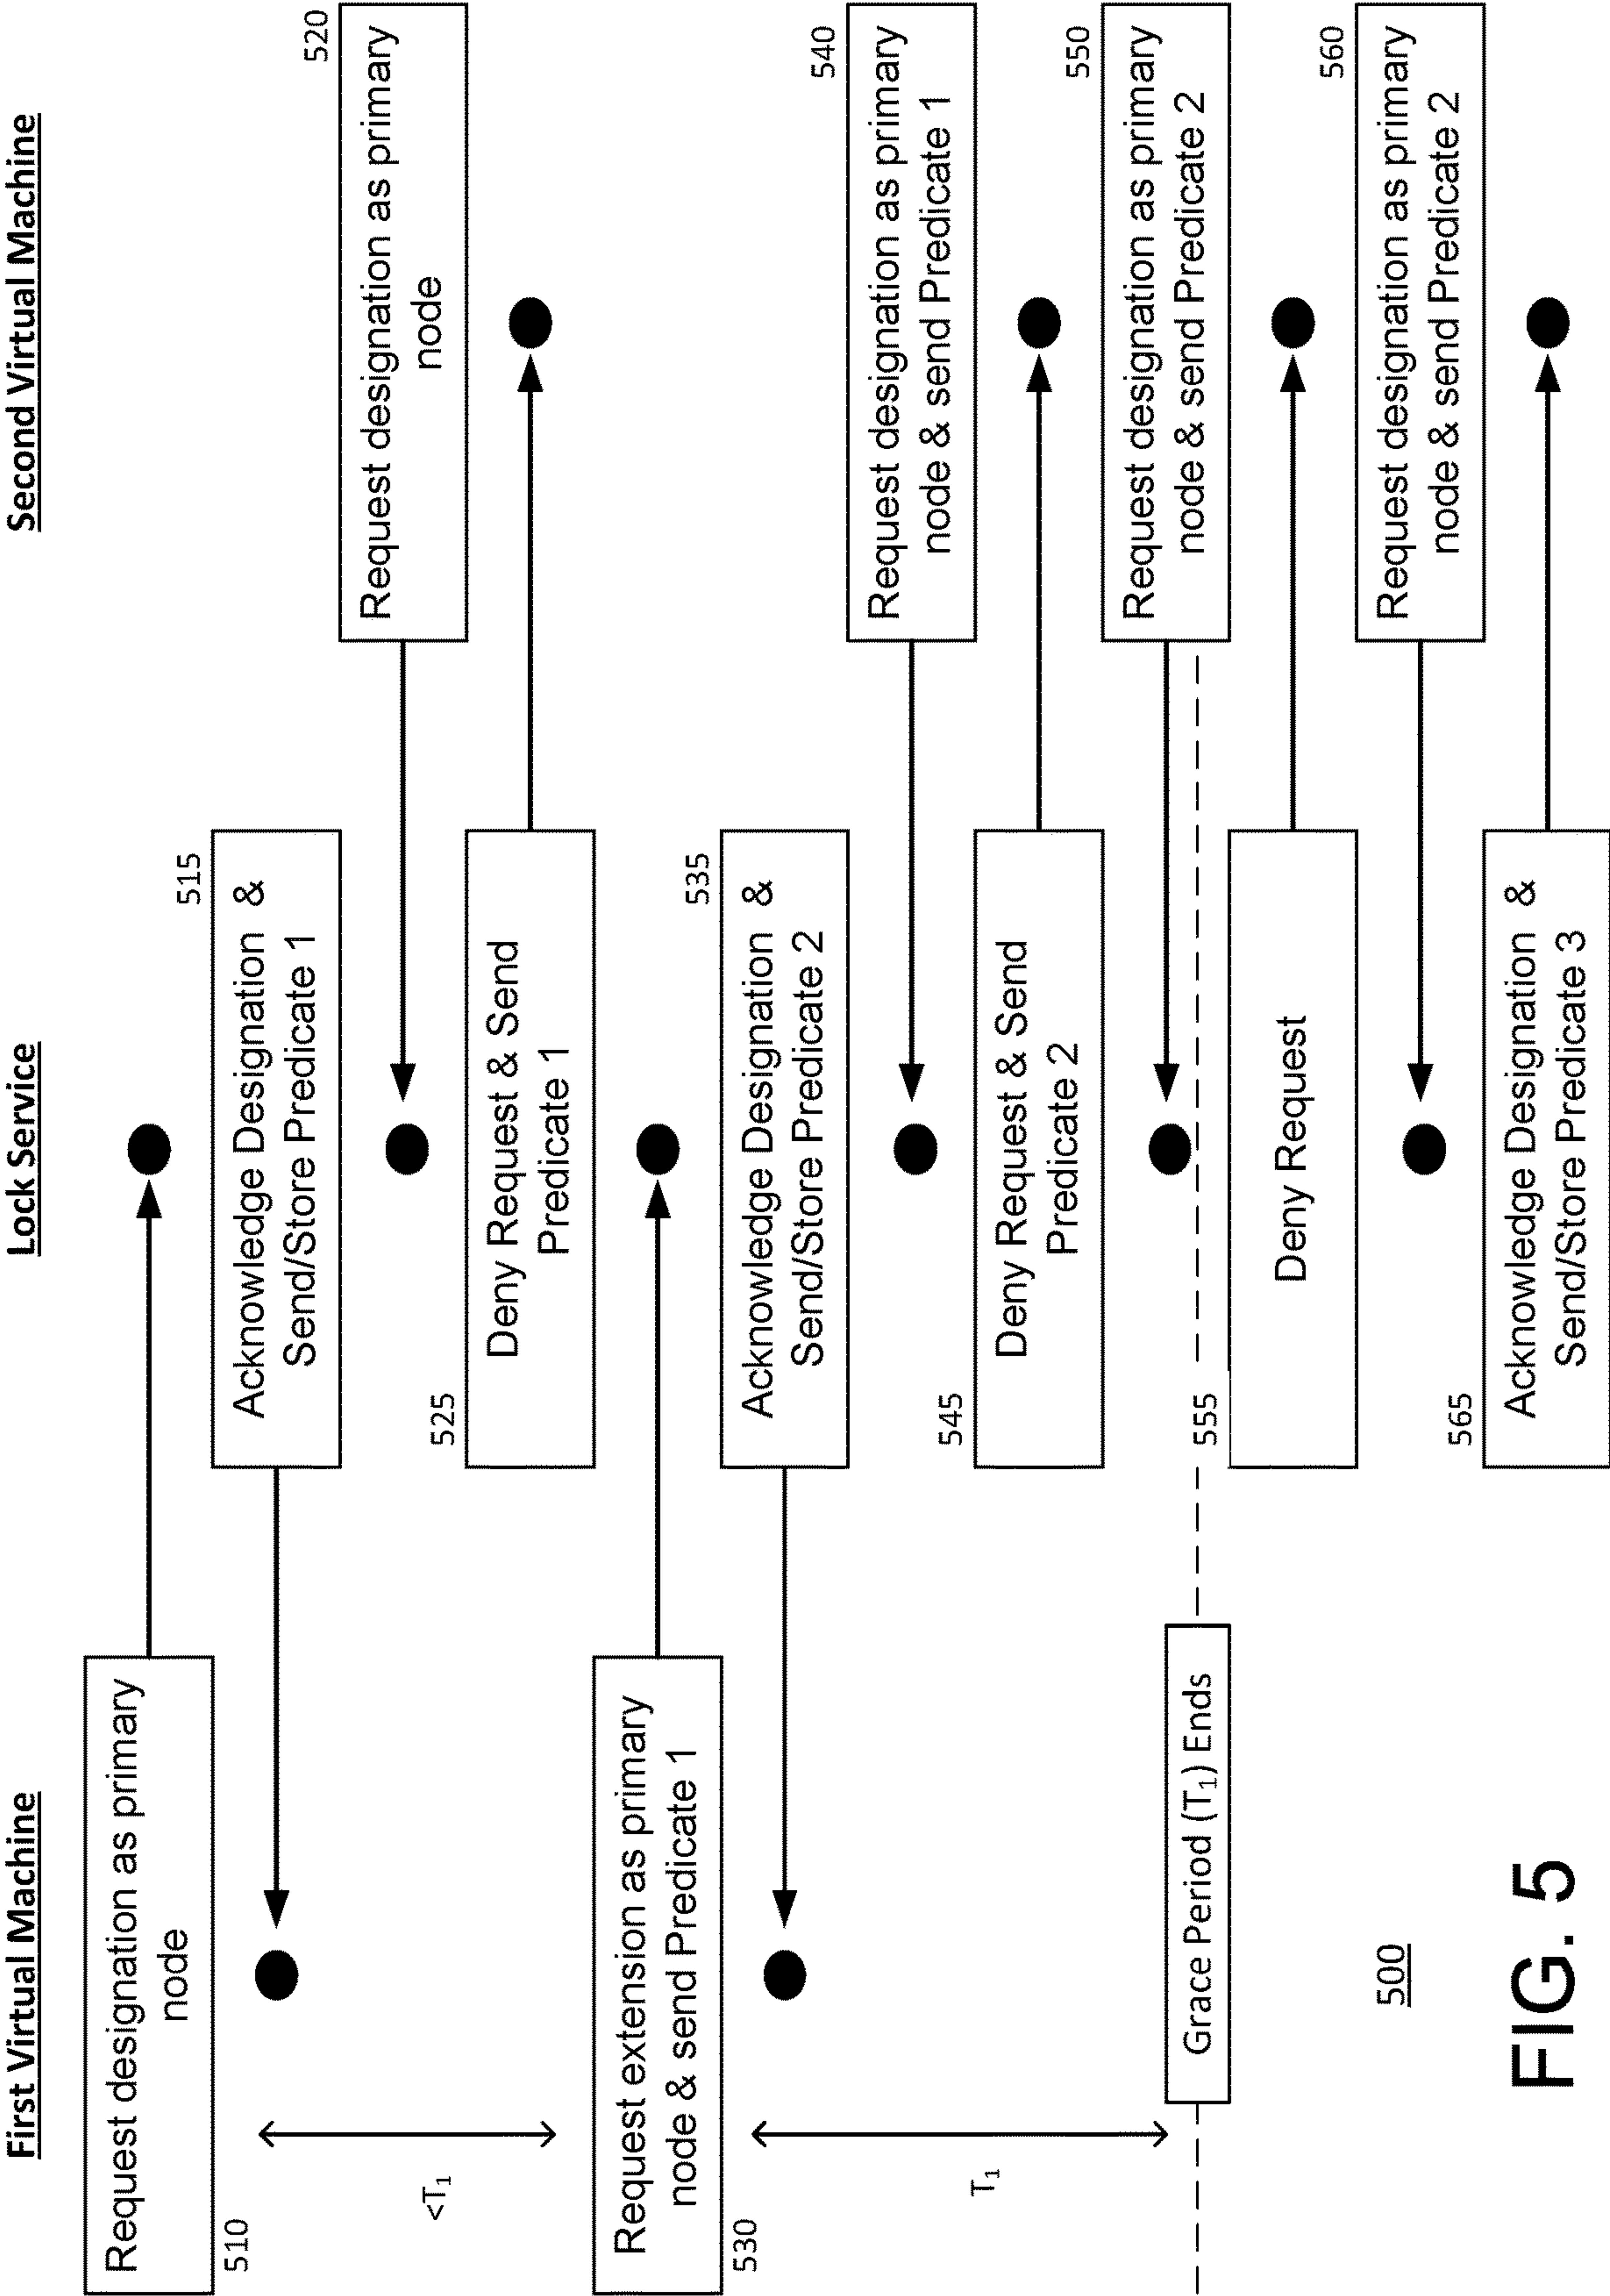 First Virtual Machine
Lock Service
Second Virtual Machine
Request designation as primary
node
510
515
Acknowledge Designation &
Send/Store Predicate 1
<T1
520
Request designation as primary
node
525
Deny Request & Send
Predicate 1
Request extension as primary
node & send Predicate 1
530
535
Acknowledge Designation &
Send/Store Predicate 2
540
Request designation as primary
node & send Predicate 1
T1
545
Deny Request & Send
Predicate 2
550
Request designation as primary
node & send Predicate 2
Grace Period (T1) Ends
555
Deny Request
560
Request designation as primary
node & send Predicate 2
565
Acknowledge Designation &
Send/Store Predicate 3
500
FIG. 5